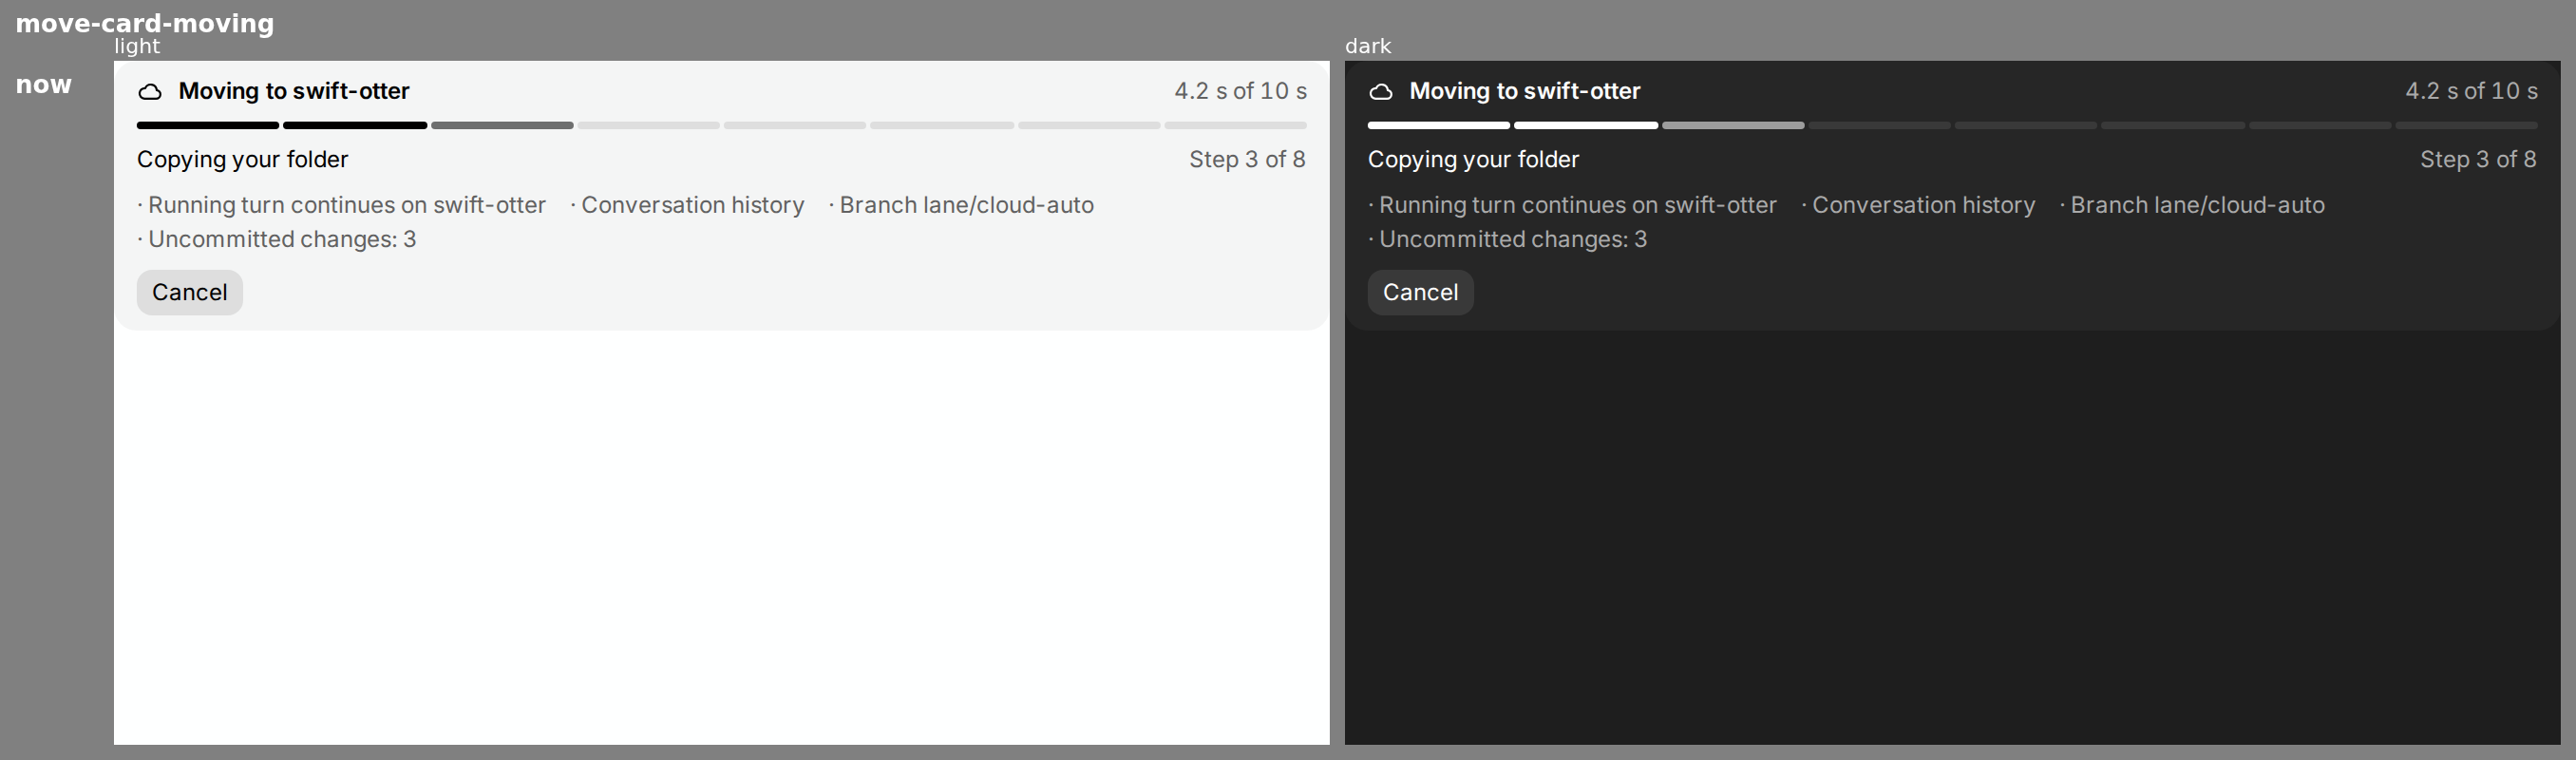 move-card-moving
light
dark
now
Moving to swift-otter
4.2 s of 10 s
Copying your folder
Step 3 of 8
· Running turn continues on swift-otter · Conversation history · Branch lane/cloud-auto
· Uncommitted changes: 3
Cancel
Moving to swift-otter
4.2 s of 10 s
Copying your folder
Step 3 of 8
· Running turn continues on swift-otter · Conversation history · Branch lane/cloud-auto
· Uncommitted changes: 3
Cancel